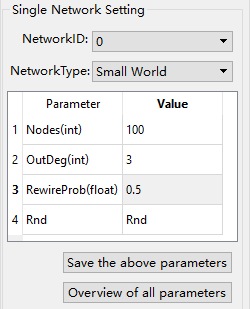 Single Network Setting
NetworkID: 0
NetworkType: Small World
Parameter Value
1 Nodes(int) 100
2 OutDeg(int) 3
3 RewireProb(float) 0.5
4 Rnd Rnd
Save the above parameters
Overview of all parameters